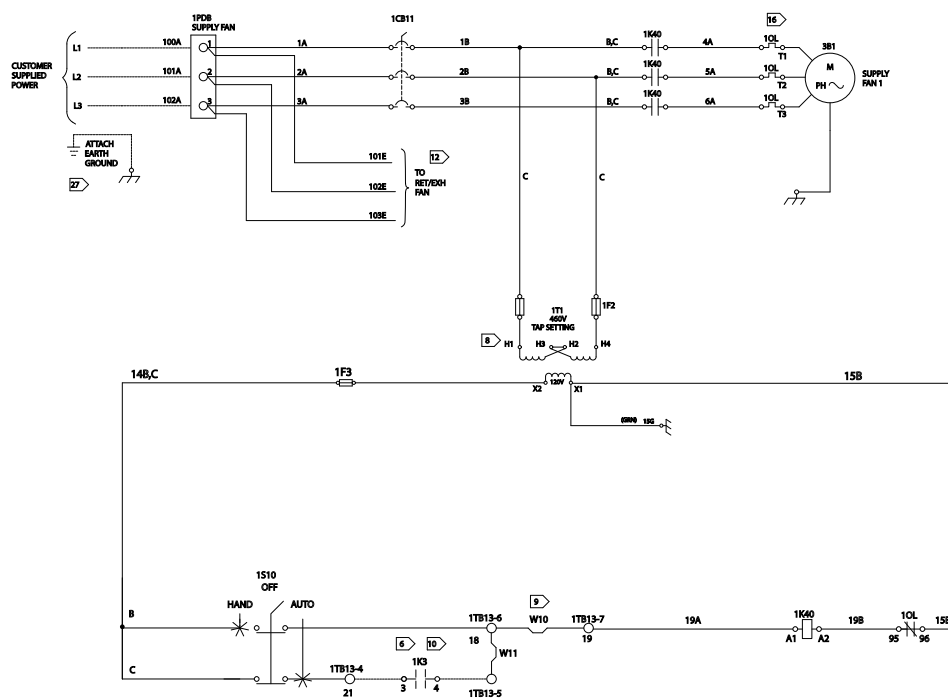 1PDB
SUPPLY FAN
1CB11
16
L1
100A
1
1A
1B
B,C
1K40
4A
1OL
T1
3B1
CUSTOMER
SUPPLIED
POWER
L2
101A
2
2A
2B
B,C
1K40
5A
1OL
T2
M
PH
SUPPLY
FAN 1
L3
102A
3
3A
3B
B,C
1K40
6A
1OL
T3
ATTACH
EARTH
GROUND
27
101E
102E
103E
TO
RET/EXH
FAN
12
C
C
1F2
1T1
460V
TAP SETTING
8
H1
H3
H2
H4
14B,C
1F3
X2
120V
X1
15B
(GRN)
15G
1S10
OFF
HAND
AUTO
B
1TB13-6
18
9
W10
1TB13-7
19
19A
1K40
A1
A2
19B
1OL
95
96
15B
W11
C
1TB13-4
21
6
10
1K3
3
4
1TB13-5